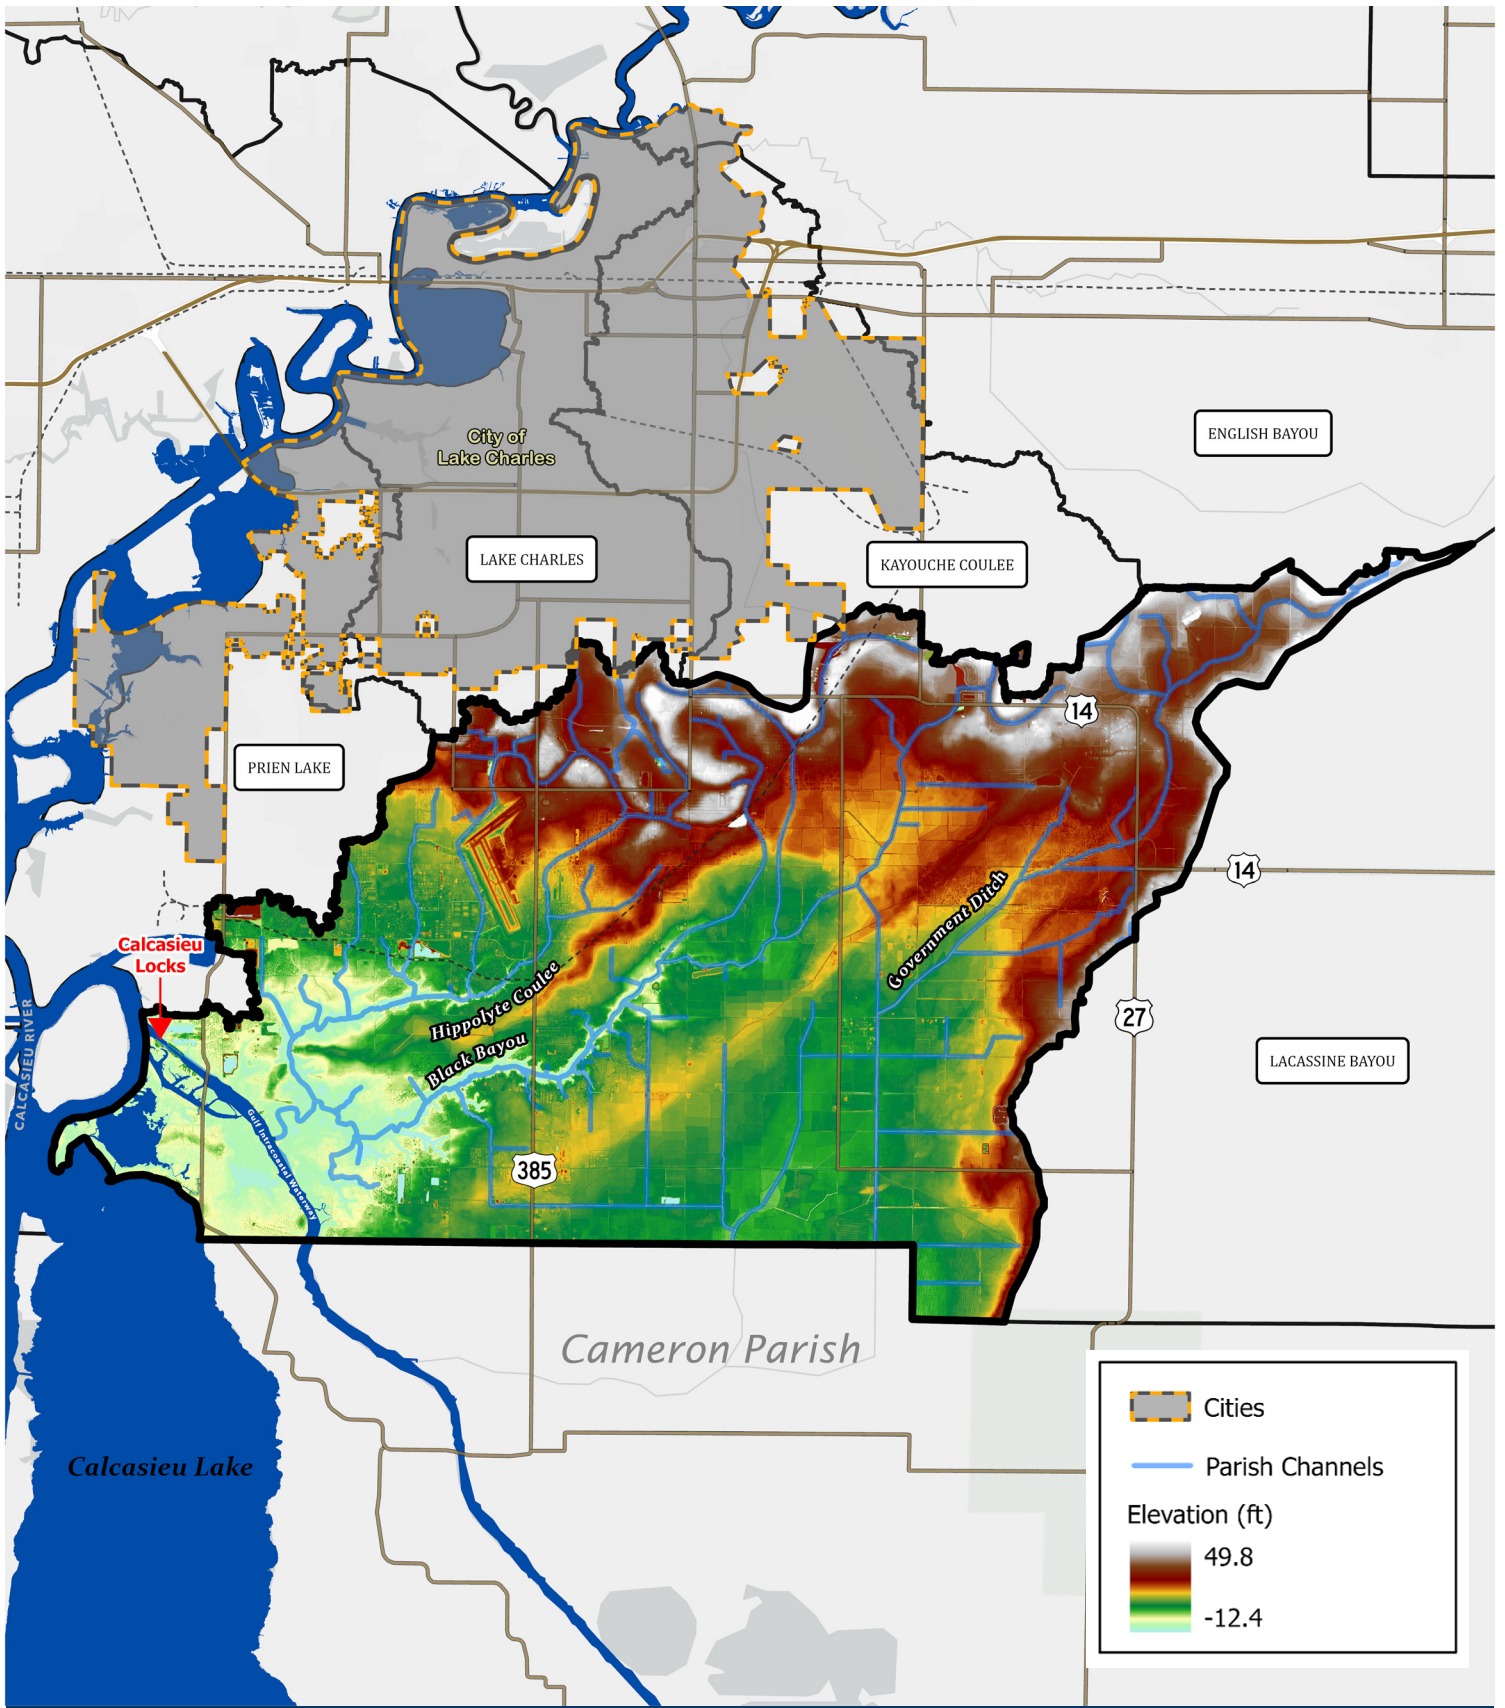 City of
Lake Charles
ENGLISH BAYOU
LAKE CHARLES
KAYOUCHE COULEE
14
PRIEN LAKE
14
Government Ditch
Calcasieu
Locks
Hippolyte Coulee
27
CALCASIEU RIVER
Black Bayou
LACASSINE BAYOU
Gulf Intracoastal Waterway
385
Cameron Parish
Calcasieu Lake
Cities
Parish Channels
Elevation (ft)
49.8
-12.4